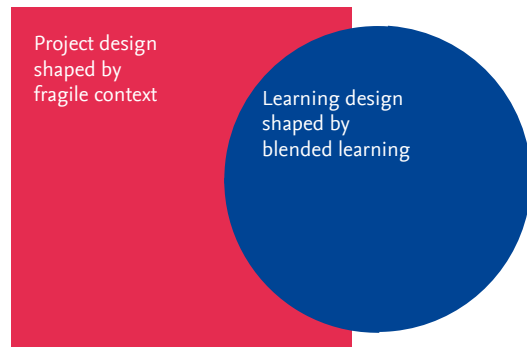 Project design
shaped by
fragile context
Learning design
shaped by
blended learning